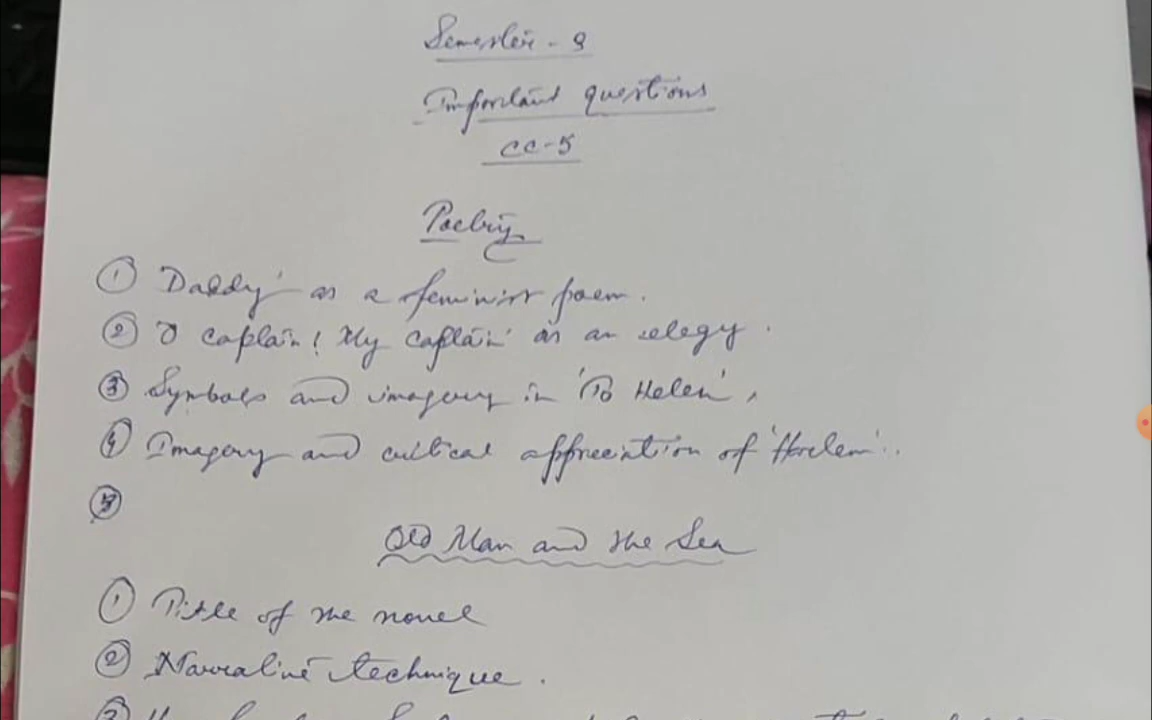 Semester - 3
Important questions
CC-5
Poetry
① 'Daddy' as a feminist poem.
② 'O Captain! My Captain' as an elegy.
③ Symbols and imagery in 'To Helen'.
④ Imagery and critical appreciation of 'Harlem'.
⑤
Old Man and the Sea
① Title of the novel
② Narrative technique.
③